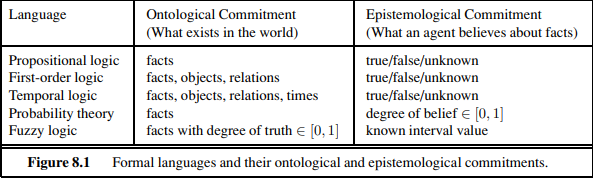 Language Ontological Commitment Epistemological Commitment
(What exists in the world) (What an agent believes about facts)
Propositional logic facts true/false/unknown
First-order logic facts, objects, relations true/false/unknown
Temporal logic facts, objects, relations, times true/false/unknown
Probability theory facts degree of belief ∈ [0, 1]
Fuzzy logic facts with degree of truth ∈ [0, 1] known interval value
Figure 8.1 Formal languages and their ontological and epistemological commitments.